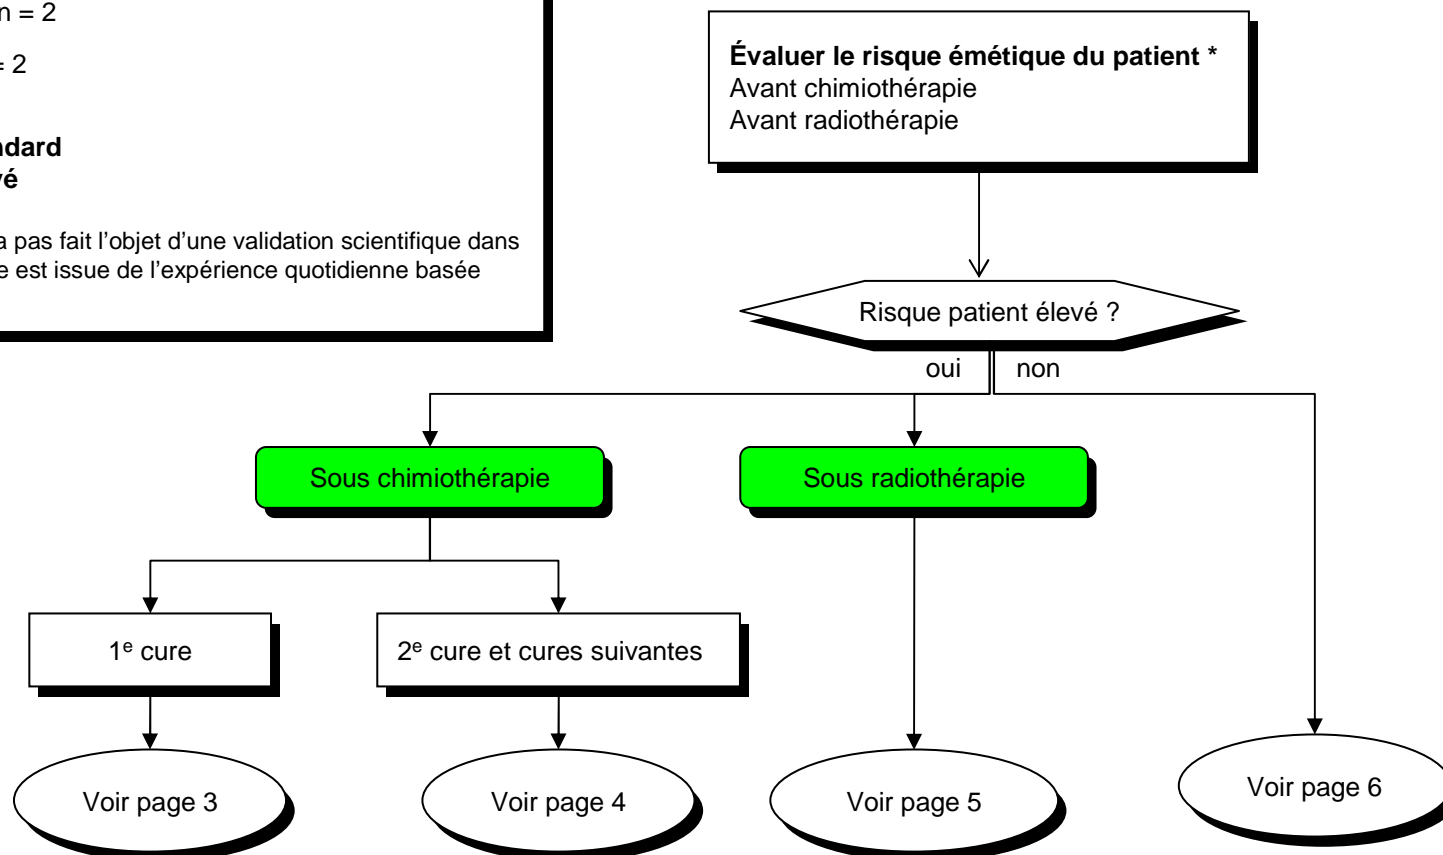 n = 2
= 2
ndard
vé
a pas fait l’objet d’une validation scientifique dans
e est issue de l’expérience quotidienne basée
Évaluer le risque émétique du patient *
Avant chimiothérapie
Avant radiothérapie
Risque patient élevé ?
oui non
Sous chimiothérapie
Sous radiothérapie
1e cure
2e cure et cures suivantes
Voir page 3
Voir page 4
Voir page 5
Voir page 6